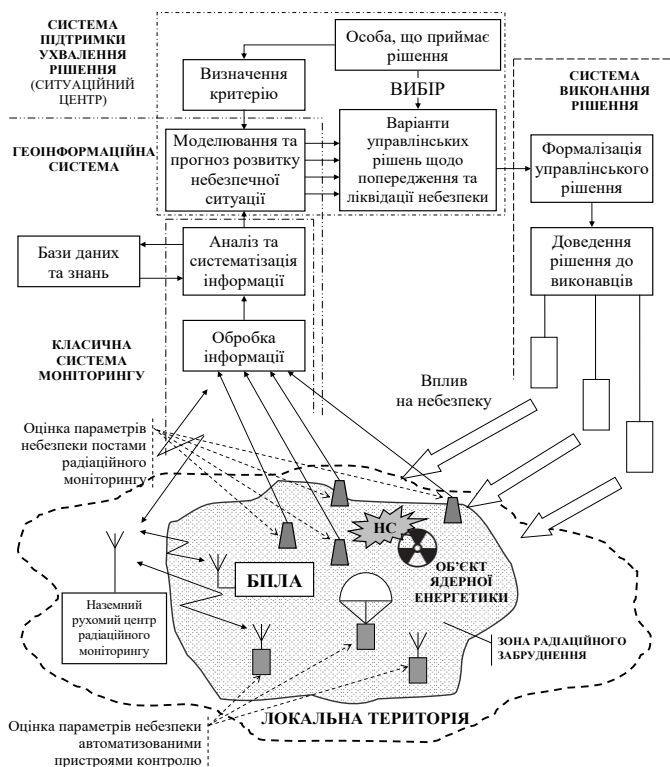 СИСТЕМА
ПІДТРИМКИ
УХВАЛЕННЯ
РІШЕННЯ
(СИТУАЦІЙНИЙ
ЦЕНТР)
Особа, що приймає
рішення
Визначення
критерію
ВИБІР
СИСТЕМА
ВИКОНАННЯ
РІШЕННЯ
ГЕОІНФОРМАЦІЙНА
СИСТЕМА
Моделювання та
прогноз розвитку
небезпечної
ситуації
Варіанти
управлінських
рішень щодо
попередження та
ліквідації небезпеки
Формалізація
управлінського
рішення
Бази даних
та знань
Аналіз та
систематізація
інформації
Доведення
рішення до
виконавців
КЛАСИЧНА
СИСТЕМА
МОНІТОРИНГУ
Обробка
інформації
Вплив
на небезпеку
Оцінка параметрів
небезпеки постами
радіаційного
моніторингу
НС
ОБ’ЄКТ
ЯДЕРНОЇ
ЕНЕРГЕТИКИ
БПЛА
Наземний
рухомий центр
радіаційного
моніторингу
ЗОНА РАДІАЦІЙНОГО
ЗАБРУДНЕННЯ
ЛОКАЛЬНА ТЕРИТОРІЯ
Оцінка параметрів небезпеки
автоматизованими
пристроями контролю